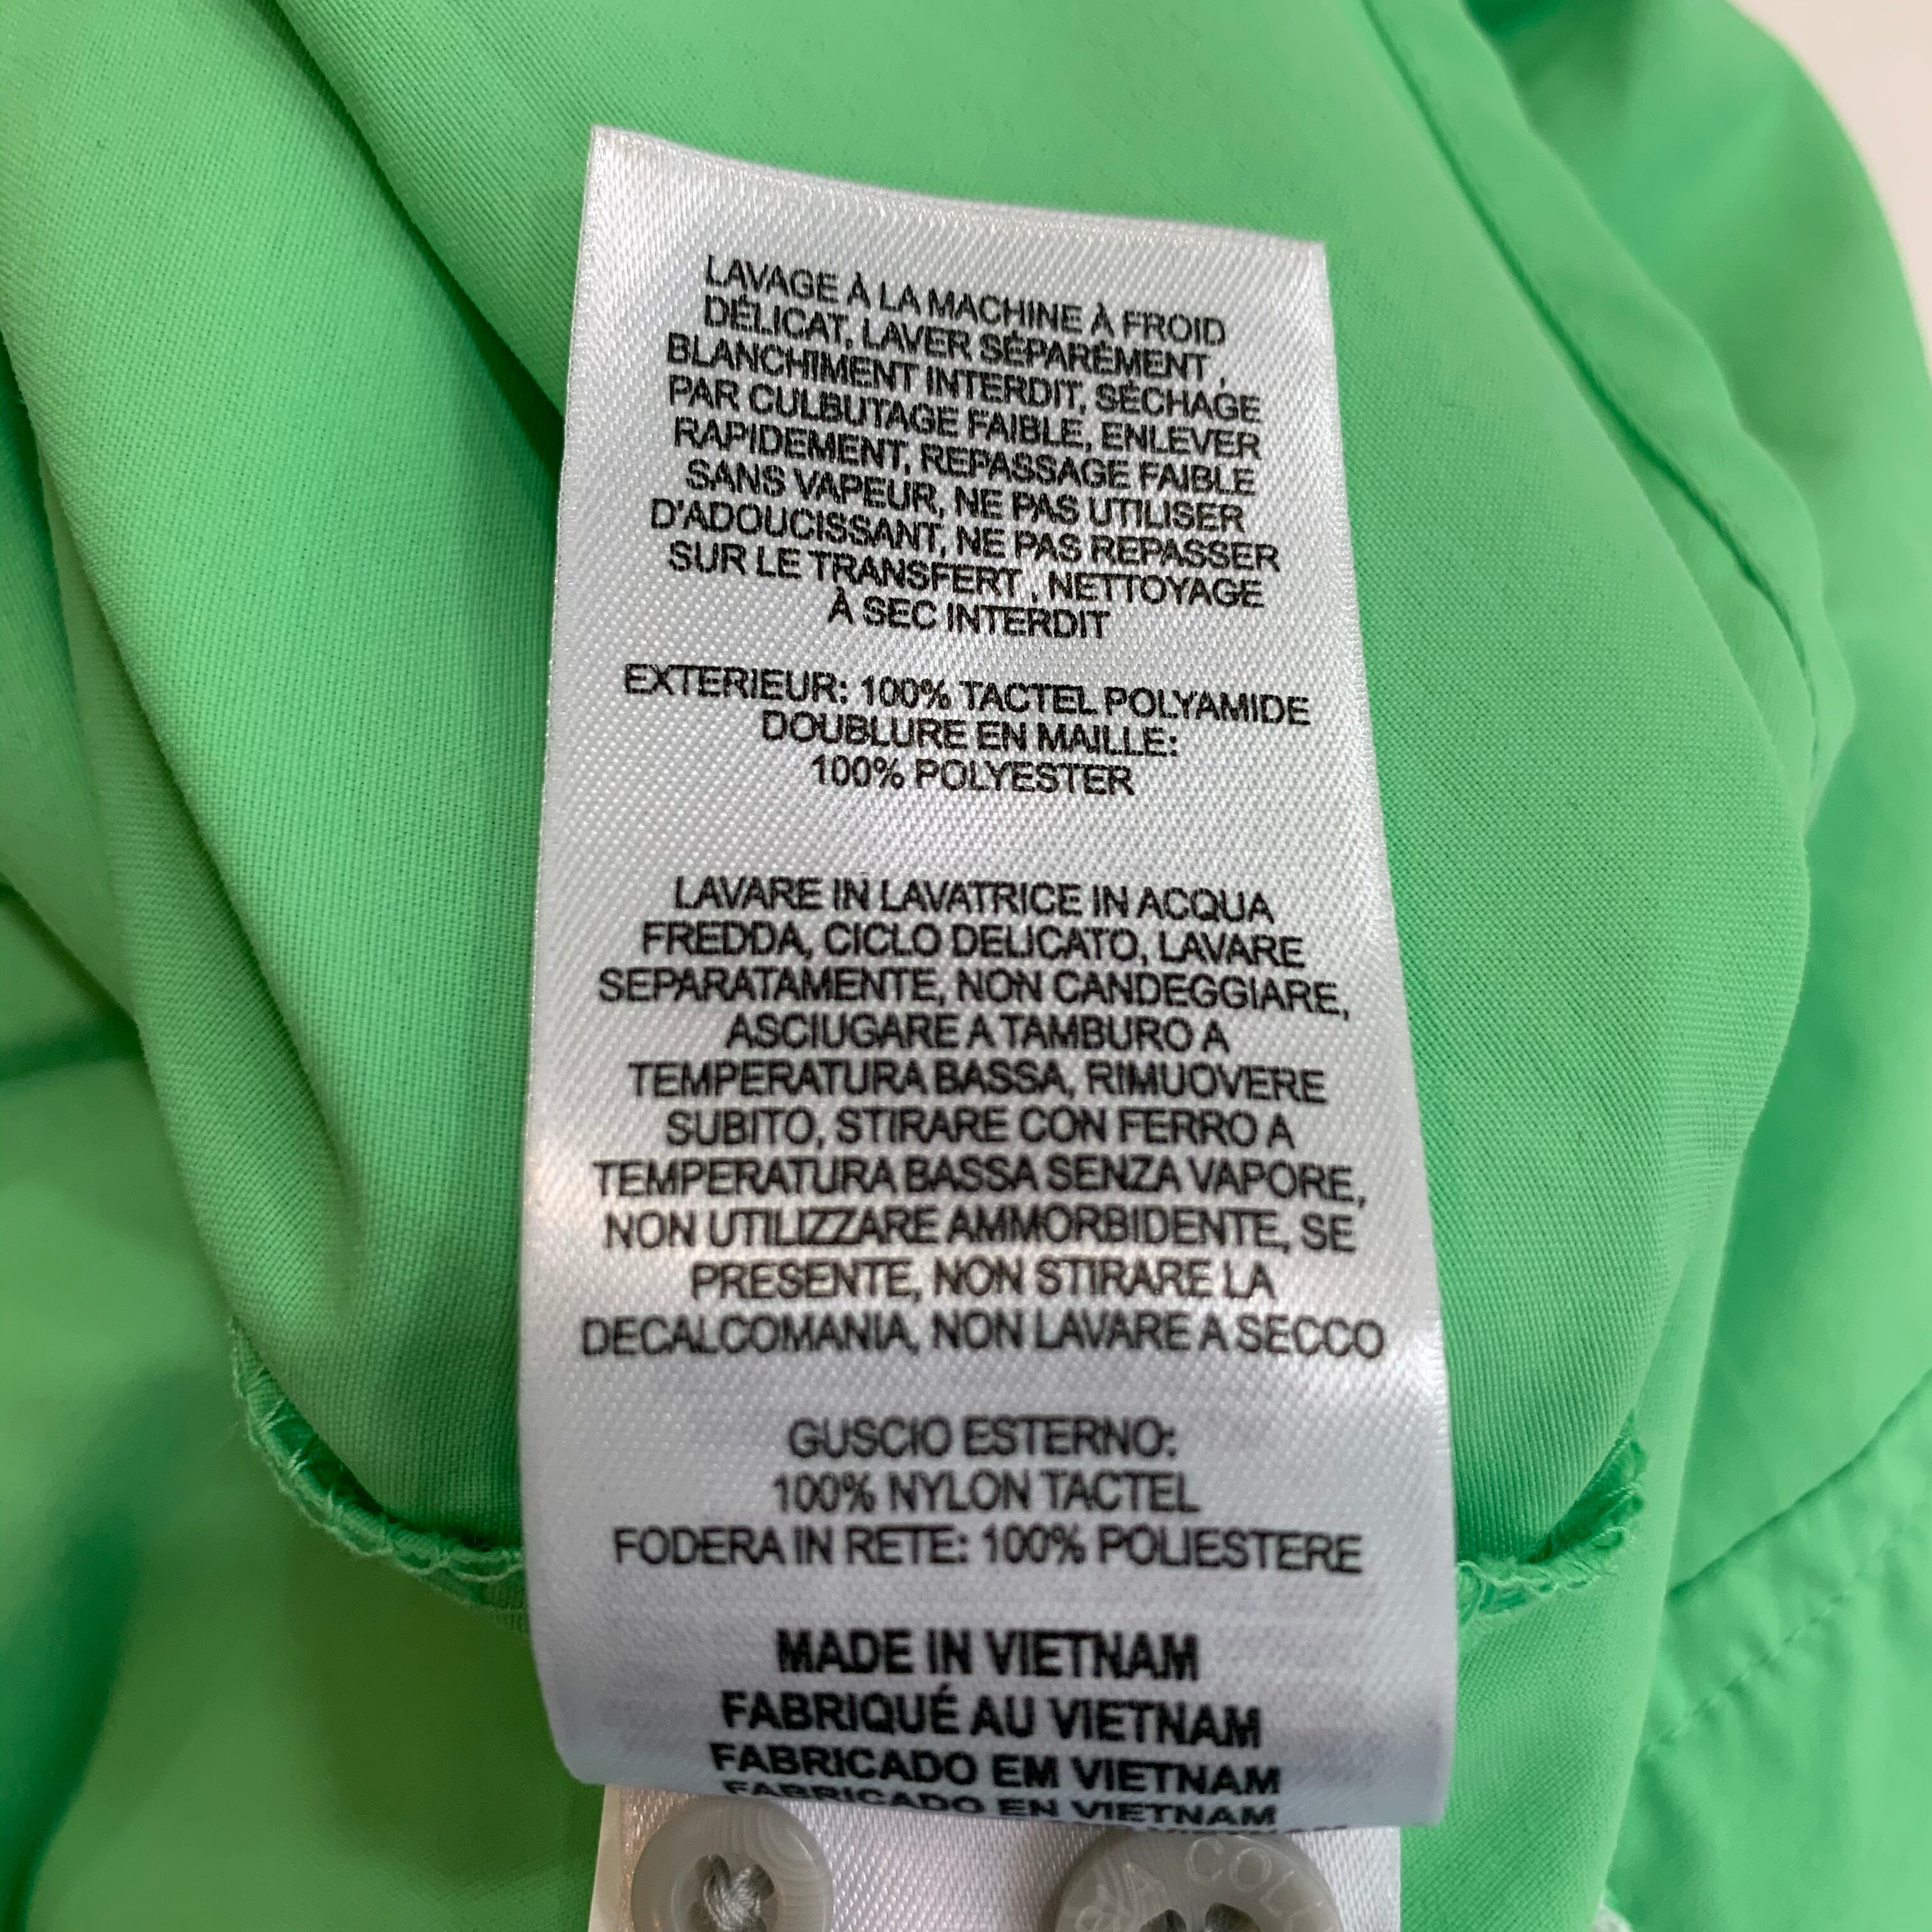 LAVAGE À LA MACHINE À FROID
DÉLICAT, LAVER SÉPARÉMENT ,
BLANCHIMENT INTERDIT, SÉCHAGE
PAR CULBUTAGE FAIBLE, ENLEVER
RAPIDEMENT, REPASSAGE FAIBLE
SANS VAPEUR, NE PAS UTILISER
D'ADOUCISSANT, NE PAS REPASSER
SUR LE TRANSFERT , NETTOYAGE
À SEC INTERDIT
EXTERIEUR: 100% TACTEL POLYAMIDE
DOUBLURE EN MAILLE:
100% POLYESTER
LAVARE IN LAVATRICE IN ACQUA
FREDDA, CICLO DELICATO, LAVARE
SEPARATAMENTE, NON CANDEGGIARE,
ASCIUGARE A TAMBURO A
TEMPERATURA BASSA, RIMUOVERE
SUBITO, STIRARE CON FERRO A
TEMPERATURA BASSA SENZA VAPORE,
NON UTILIZZARE AMMORBIDENTE, SE
PRESENTE, NON STIRARE LA
DECALCOMANIA, NON LAVARE A SECCO
GUSCIO ESTERNO:
100% NYLON TACTEL
FODERA IN RETE: 100% POLIESTERE
MADE IN VIETNAM
FABRIQUÉ AU VIETNAM
FABRICADO EM VIETNAM
FABRICADO EN VIETNAM